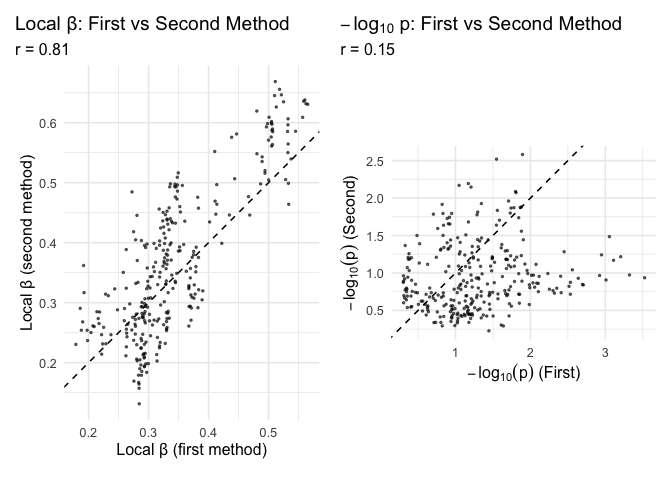 Local β: First vs Second Method
r = 0.81
Local β (second method)
0.6
0.5
0.4
0.3
0.2
0.2 0.3 0.4 0.5
Local β (first method)
−log₁₀ p: First vs Second Method
r = 0.15
−log₁₀(p) (Second)
2.5
2.0
1.5
1.0
0.5
1 2 3
−log₁₀(p) (First)